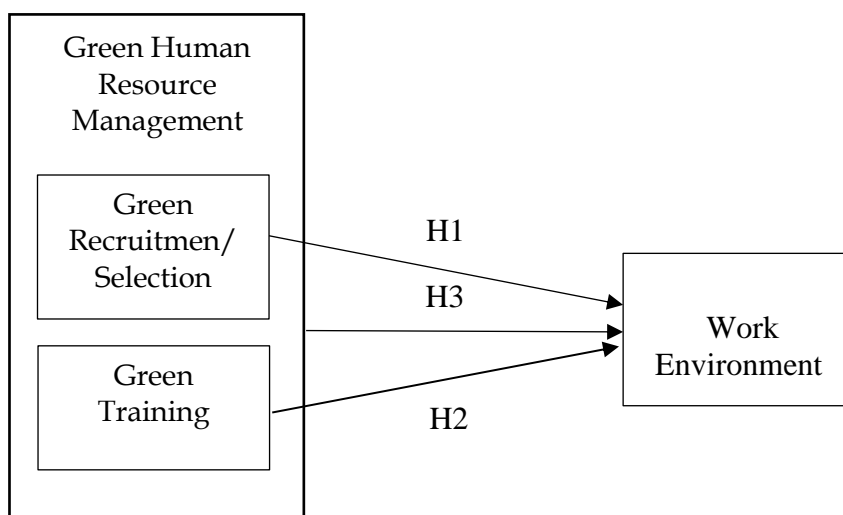 Green Human
Resource
Management
Green
Recruitmen/
Selection
H1
H3
Work
Environment
Green
Training
H2